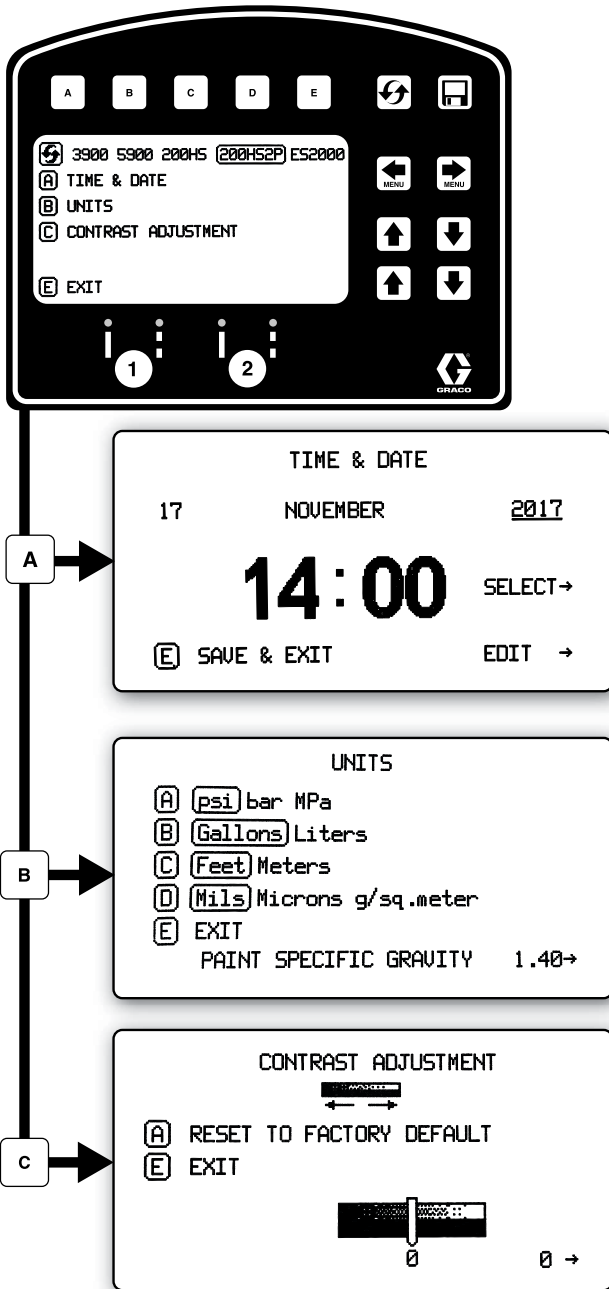 A B C D E
3900 5900 200HS 200HS2P ES2000
A TIME & DATE
B UNITS
C CONTRAST ADJUSTMENT
E EXIT
MENU MENU
1 2
GRACO
A
TIME & DATE
17 NOVEMBER 2017
14:00 SELECT→
E SAVE & EXIT EDIT →
B
UNITS
A psi bar MPa
B Gallons Liters
C Feet Meters
D Mils Microns g/sq.meter
E EXIT
PAINT SPECIFIC GRAVITY 1.40→
C
CONTRAST ADJUSTMENT
A RESET TO FACTORY DEFAULT
E EXIT
0 0 →